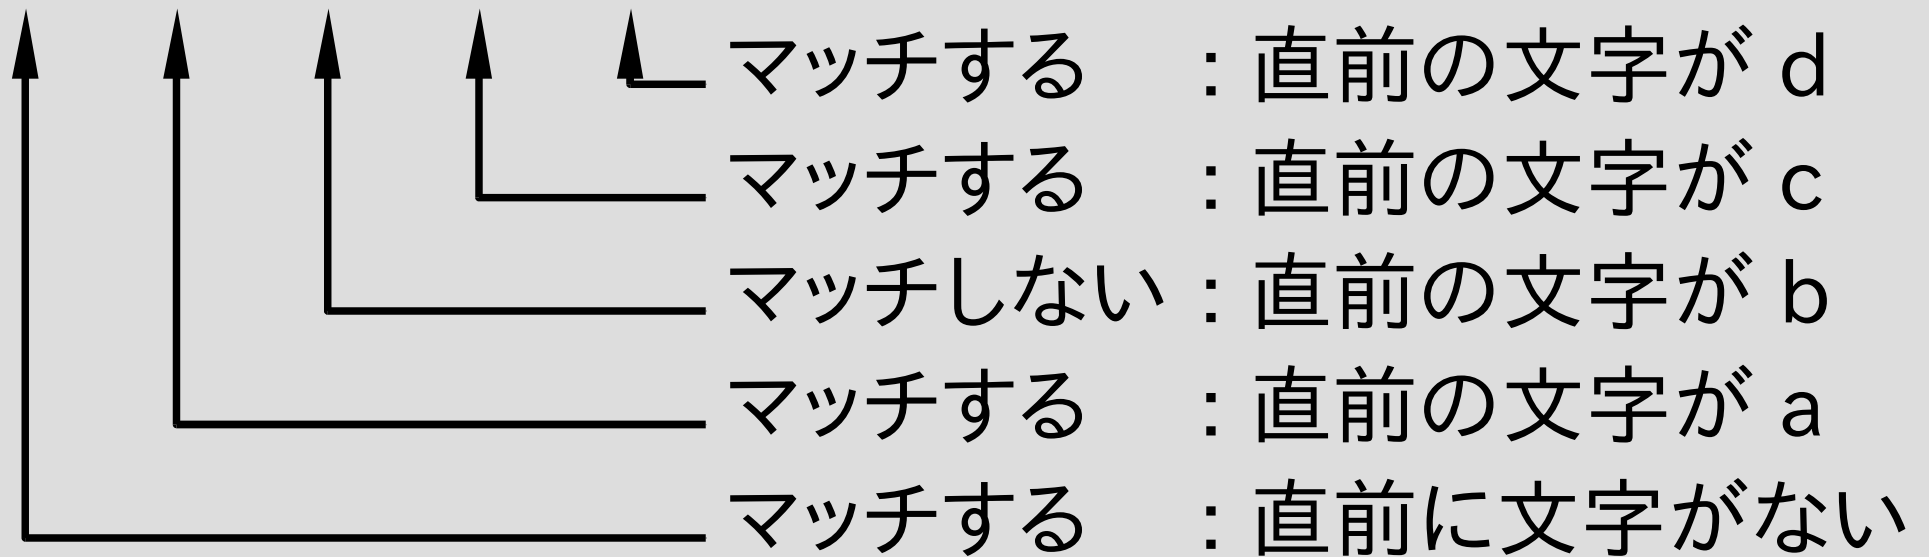 マッチする : 直前の文字が d
マッチする : 直前の文字が c
マッチしない : 直前の文字が b
マッチする : 直前の文字が a
マッチする : 直前に文字がない